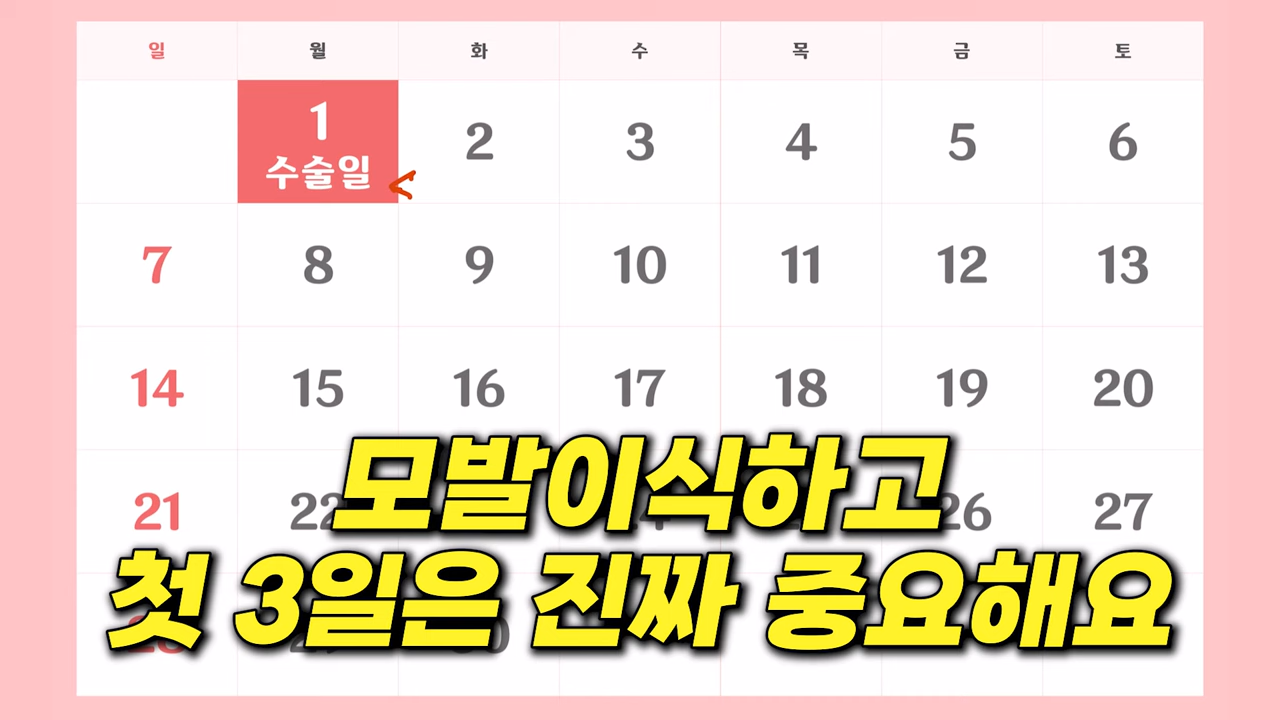 일 월 화 수 목 금 토
1 2 3 4 5 6
수술일
7 8 9 10 11 12 13
14 15 16 17 18 19 20
21 22 26 27
모발이식하고
첫 3일은 진짜 중요해요